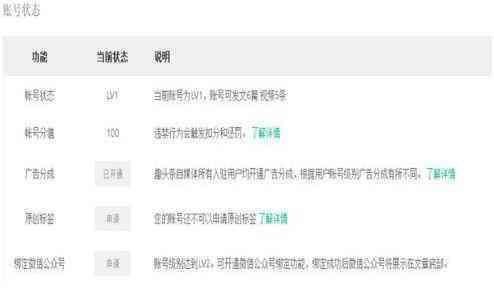 账号状态
功能 当前状态 说明
帐号状态 LV1 当前账号为LV1，账号可发文6篇 视频5条
帐号分值 100 违禁行为会触发扣分和惩罚。了解详情
广告分成 已开通 趣头条自媒体所有入驻用户均开通广告分成，根据用户账号级别广告分成有所不同。了解详情
原创标签 申请 您的账号还不可以申请原创标签 了解详情
绑定微信公众号 申请 账号级别达到LV2，可开通微信公众号绑定功能，绑定成功后微信公众号将展示在文章底部。